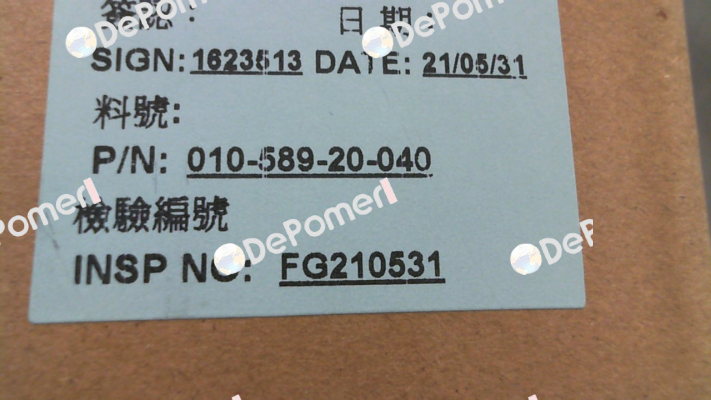 日期
SIGN: 1623513 DATE: 21/05/31
料號:
P/N: 010-589-20-040
檢驗編號
INSP NO: FG210531
DePomerl
DePomerl
DePomerl
DePomerl
DePomerl
DeP